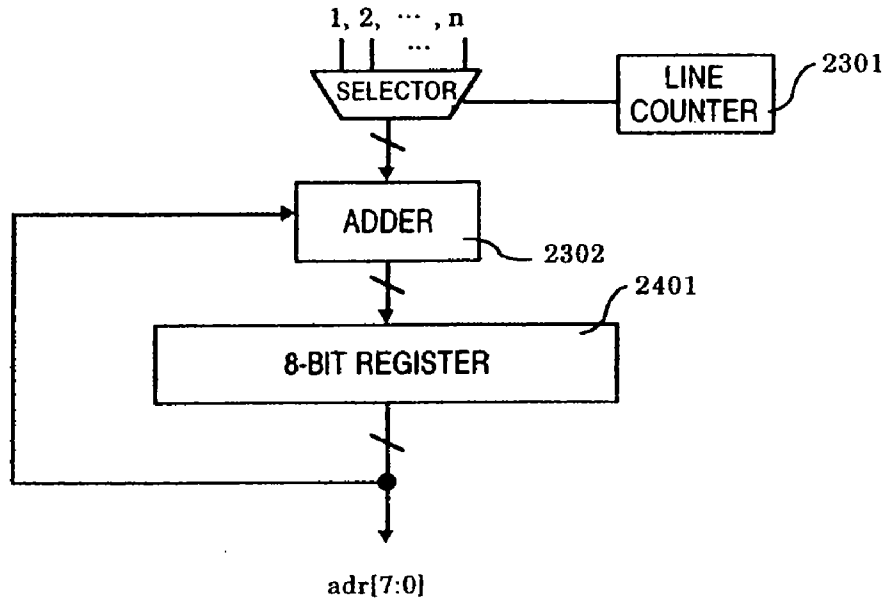 1, 2, ··· , n
···
SELECTOR
LINE
COUNTER
2301
ADDER
2302
2401
8-BIT REGISTER
adr[7:0]